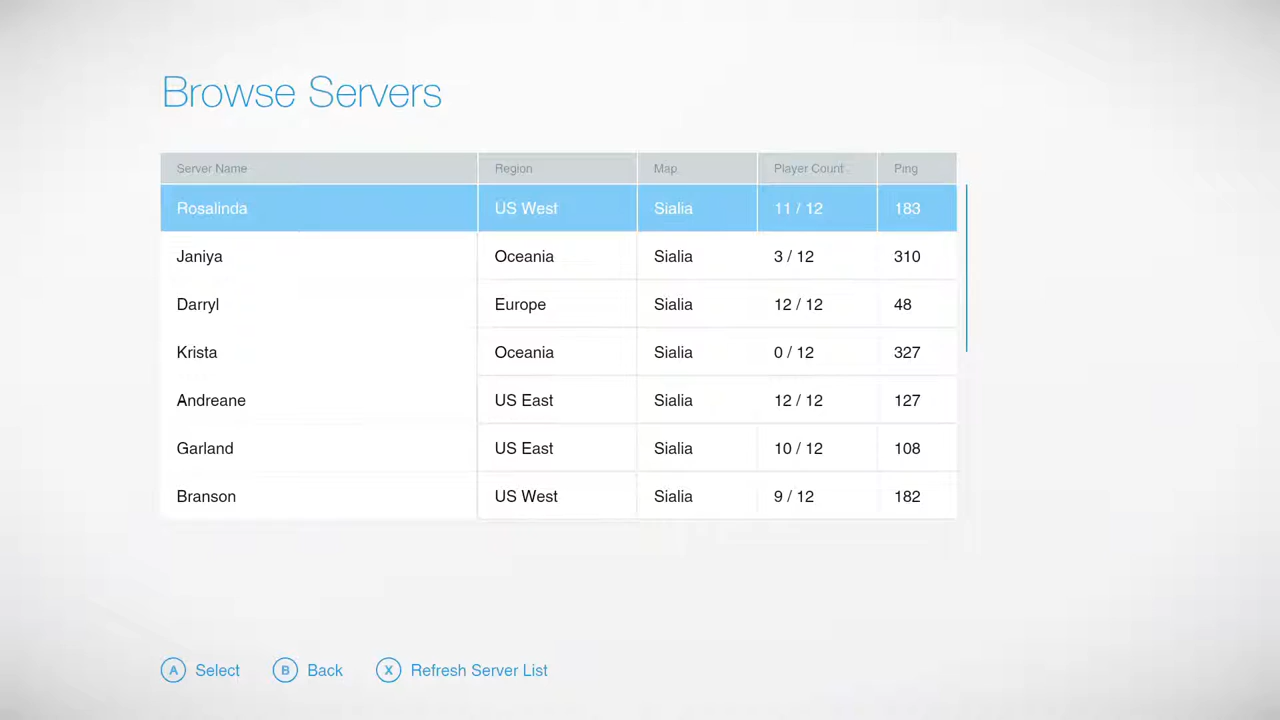 Browse Servers
Server Name Region Map Player Count Ping
Rosalinda US West Sialia 11 / 12 183
Janiya Oceania Sialia 3 / 12 310
Darryl Europe Sialia 12 / 12 48
Krista Oceania Sialia 0 / 12 327
Andreane US East Sialia 12 / 12 127
Garland US East Sialia 10 / 12 108
Branson US West Sialia 9 / 12 182
A Select B Back X Refresh Server List